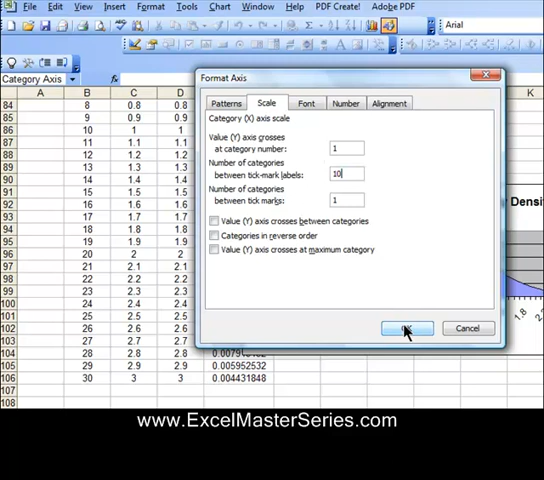 File Edit View Insert Format Tools Chart Window Help PDF Create! Adobe PDF
Arial
Category Axis fx
A B C D K
84 8 0.8 0.8
85 9 0.9 0.9
86 10 1 1
87 11 1.1 1.1
88 12 1.2 1.2
89 13 1.3 1.3
90 14 1.4 1.4
91 15 1.5 1.5
92 16 1.6 1.6
93 17 1.7 1.7
94 18 1.8 1.8
95 19 1.9 1.9
96 20 2 2
97 21 2.1 2.1
98 22 2.2 2.2
99 23 2.3 2.3
100 24 2.4 2.4
101 25 2.5 2.5
102 26 2.6 2.6
103 27 2.7 2.7
104 28 2.8 2.8
105 29 2.9 2.9 0.005952532
106 30 3 3 0.004431848
107
108
Format Axis
Patterns Scale Font Number Alignment
Category (X) axis scale
Value (Y) axis crosses
at category number: 1
Number of categories
between tick-mark labels: 10
Number of categories
between tick marks: 1
Value (Y) axis crosses between categories
Categories in reverse order
Value (Y) axis crosses at maximum category
Cancel
1.8
www.ExcelMasterSeries.com